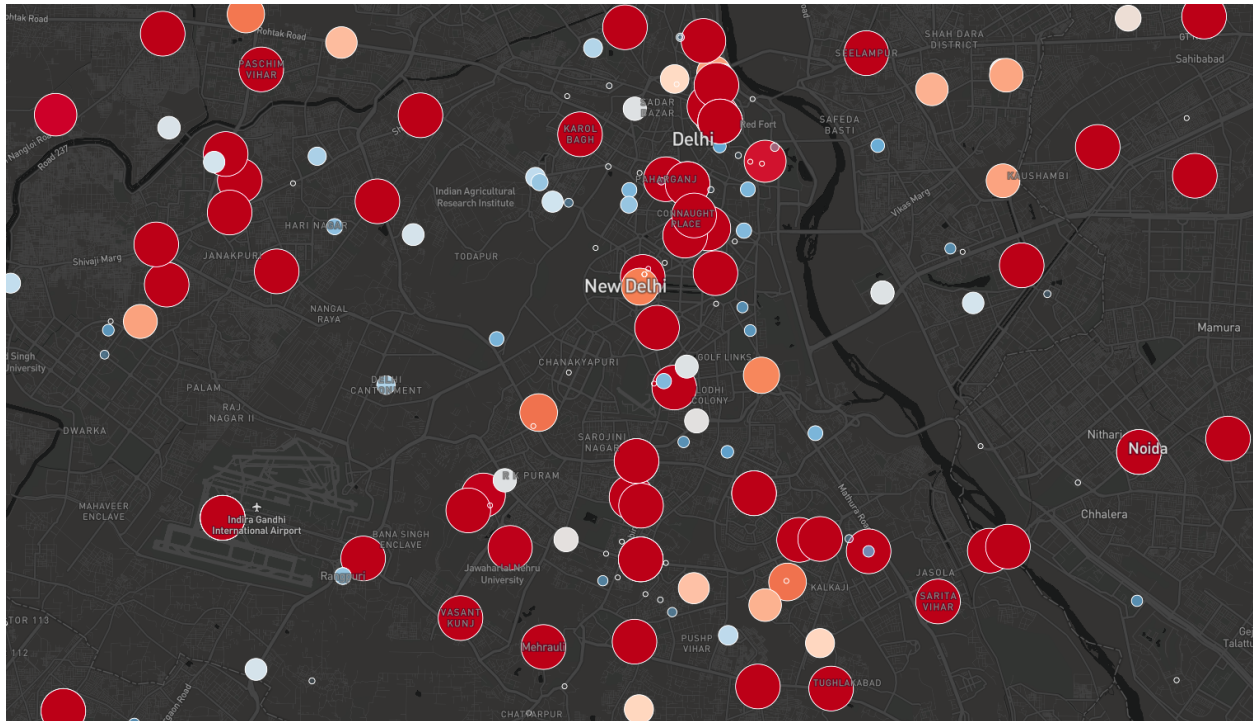 Rohtak Road
PASCHIM
VIHAR
Road 237
SADAR
BAZAR
KAROL
BAGH
Delhi
Red Fort
SEELAMPUR
SHAH DARA
DISTRICT
Sahibabad
SAFEDA
BASTI
KAUSHAMBI
Vikas Marg
Indian Agricultural
Research Institute
PAHARGANJ
CONNAUGHT
PLACE
HARI NAGAR
JANAKPURI
Shivaji Marg
TODAPUR
New Delhi
NANGAL
RAYA
Mamura
CHANAKYAPURI
GOLF LINKS
LODHI
COLONY
DELHI
CANTONMENT
PALAM
RAJ
NAGAR II
DWARKA
University
SAROJINI
NAGAR
Nithari
Noida
R K PURAM
MAHAVEER
ENCLAVE
Indira Gandhi
International Airport
BANA SINGH
ENCLAVE
Mathura Road
Chhalera
Jawaharlal Nehru
University
Rangpuri
KALKAJI
JASOLA
SARITA
VIHAR
VASANT
KUNJ
Mehrauli
PUSHP
VIHAR
TUGHLAKABAD